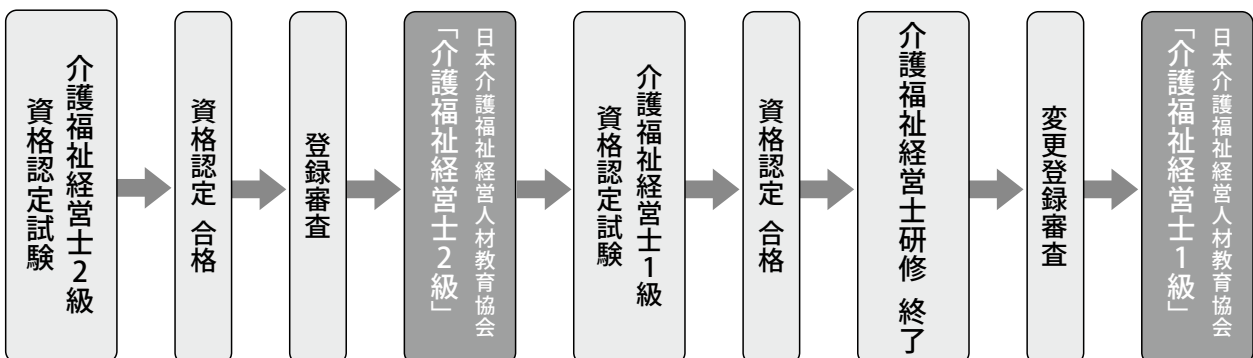 介護福祉経営士2級
資格認定試験
資格認定 合格
登録審査
日本介護福祉経営人材教育協会
「介護福祉経営士2級」
介護福祉経営士1級
資格認定試験
資格認定 合格
介護福祉経営士研修 終了
変更登録審査
日本介護福祉経営人材教育協会
「介護福祉経営士1級」